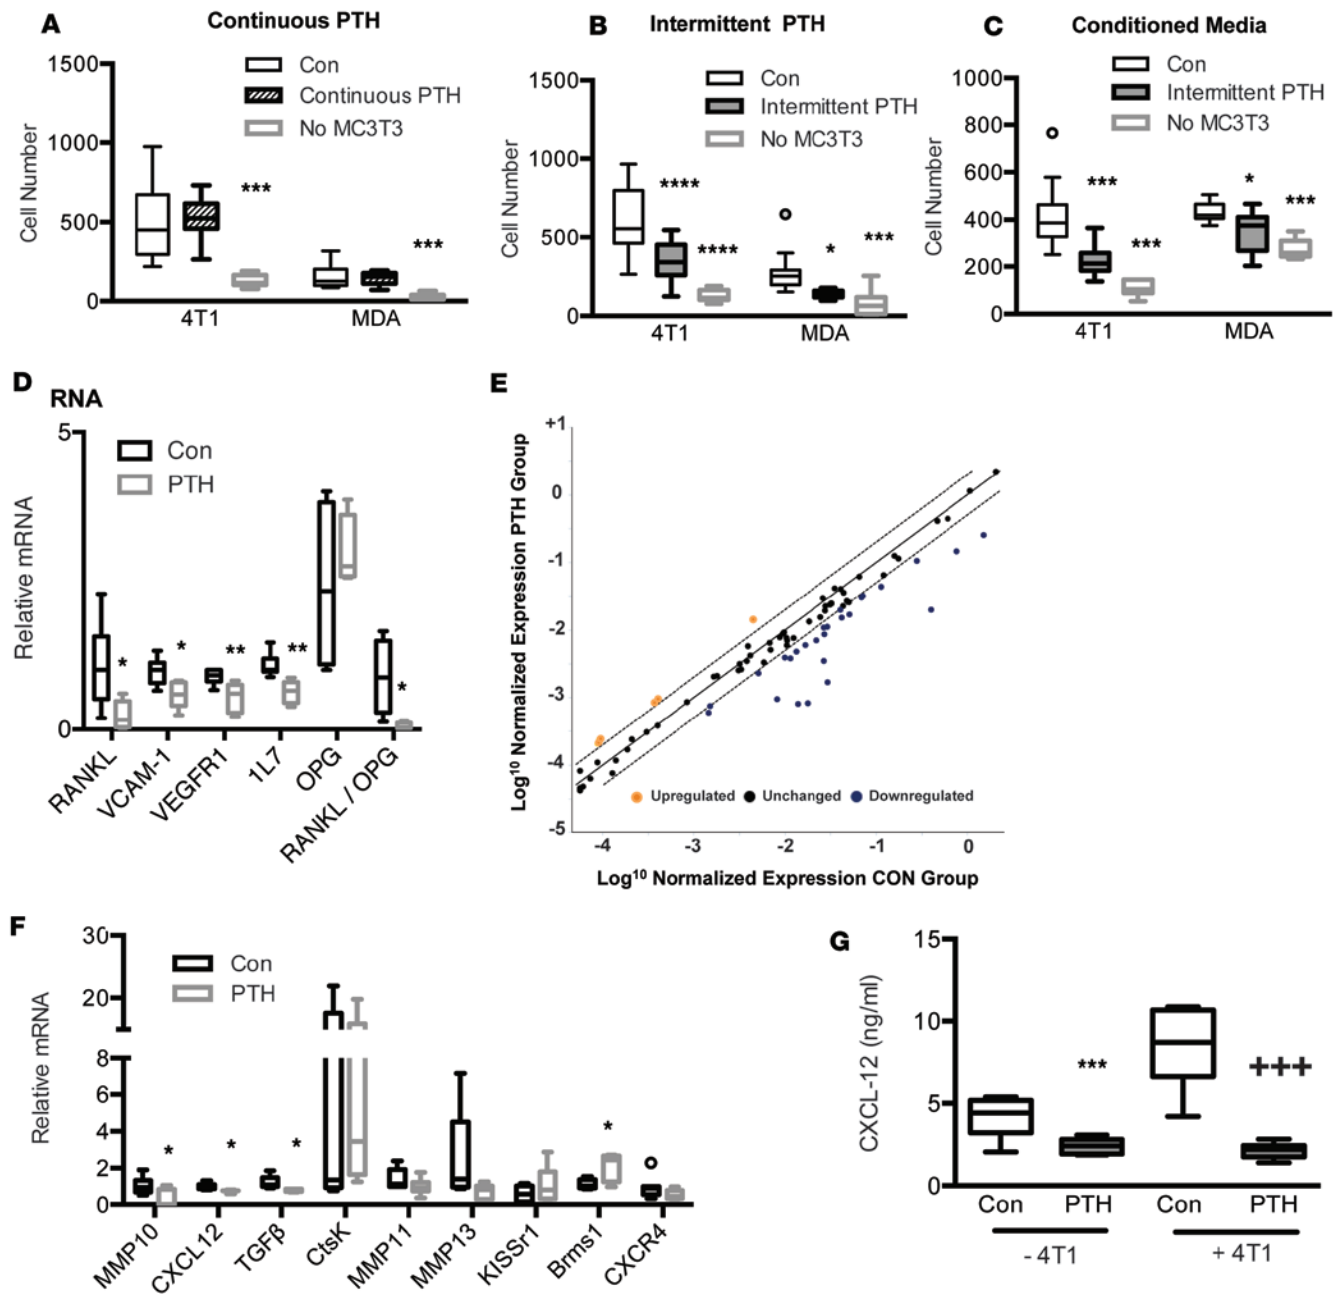 A
Continuous PTH
Cell Number
1500
1000
500
0
Con
Continuous PTH
No MC3T3
***
***
4T1
MDA
B
Intermittent PTH
Cell Number
1500
1000
500
0
Con
Intermittent PTH
No MC3T3
****
****
*
***
4T1
MDA
C
Conditioned Media
Cell Number
1000
800
600
400
200
0
Con
Intermittent PTH
No MC3T3
***
***
*
***
4T1
MDA
D
RNA
Relative mRNA
5
0
Con
PTH
*
*
**
**
*
RANKL
VCAM-1
VEGFR1
1L7
OPG
RANKL / OPG
E
Log10 Normalized Expression PTH Group
+1
0
-1
-2
-3
-4
-5
Upregulated
Unchanged
Downregulated
-4
-3
-2
-1
0
Log10 Normalized Expression CON Group
F
Relative mRNA
30
20
8
6
4
2
0
Con
PTH
*
*
*
*
MMP10
CXCL12
TGFβ
CtsK
MMP11
MMP13
KISSr1
Brms1
CXCR4
G
CXCL-12 (ng/ml)
15
10
5
0
***
+++
Con
PTH
Con
PTH
- 4T1
+ 4T1